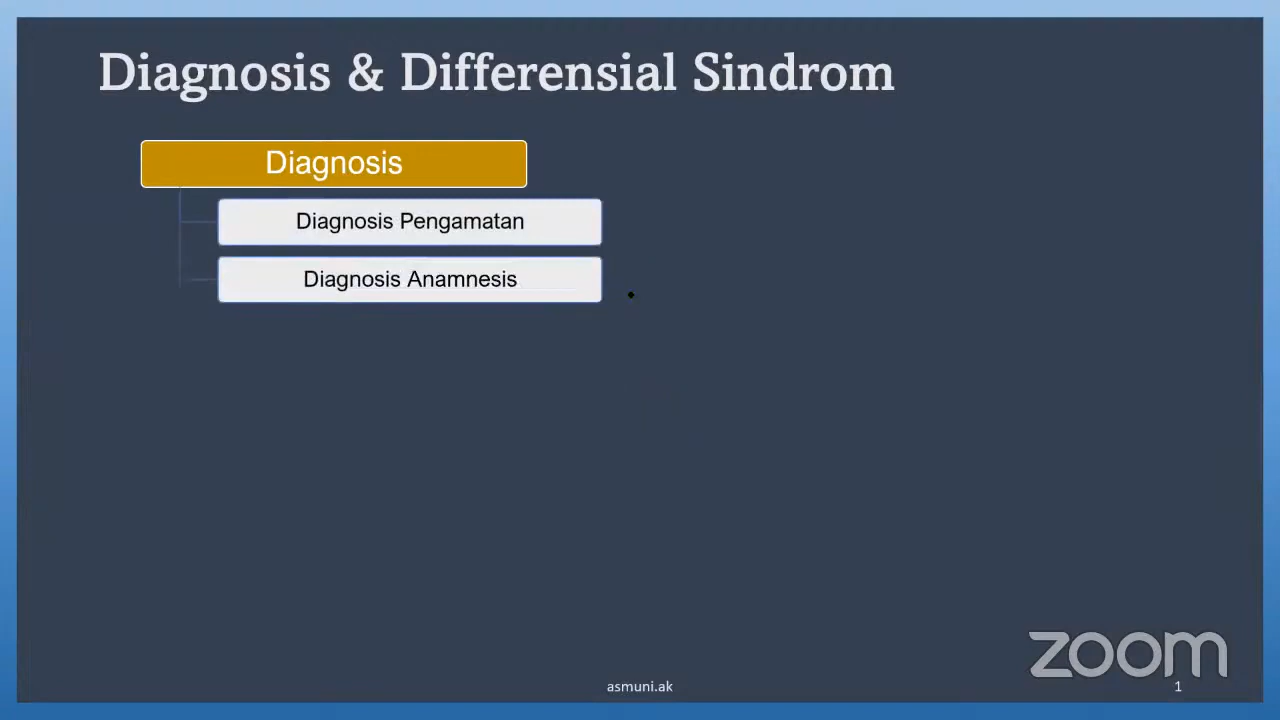 Diagnosis & Differensial Sindrom
Diagnosis
Diagnosis Pengamatan
Diagnosis Anamnesis
zoom
asmuni.ak
1